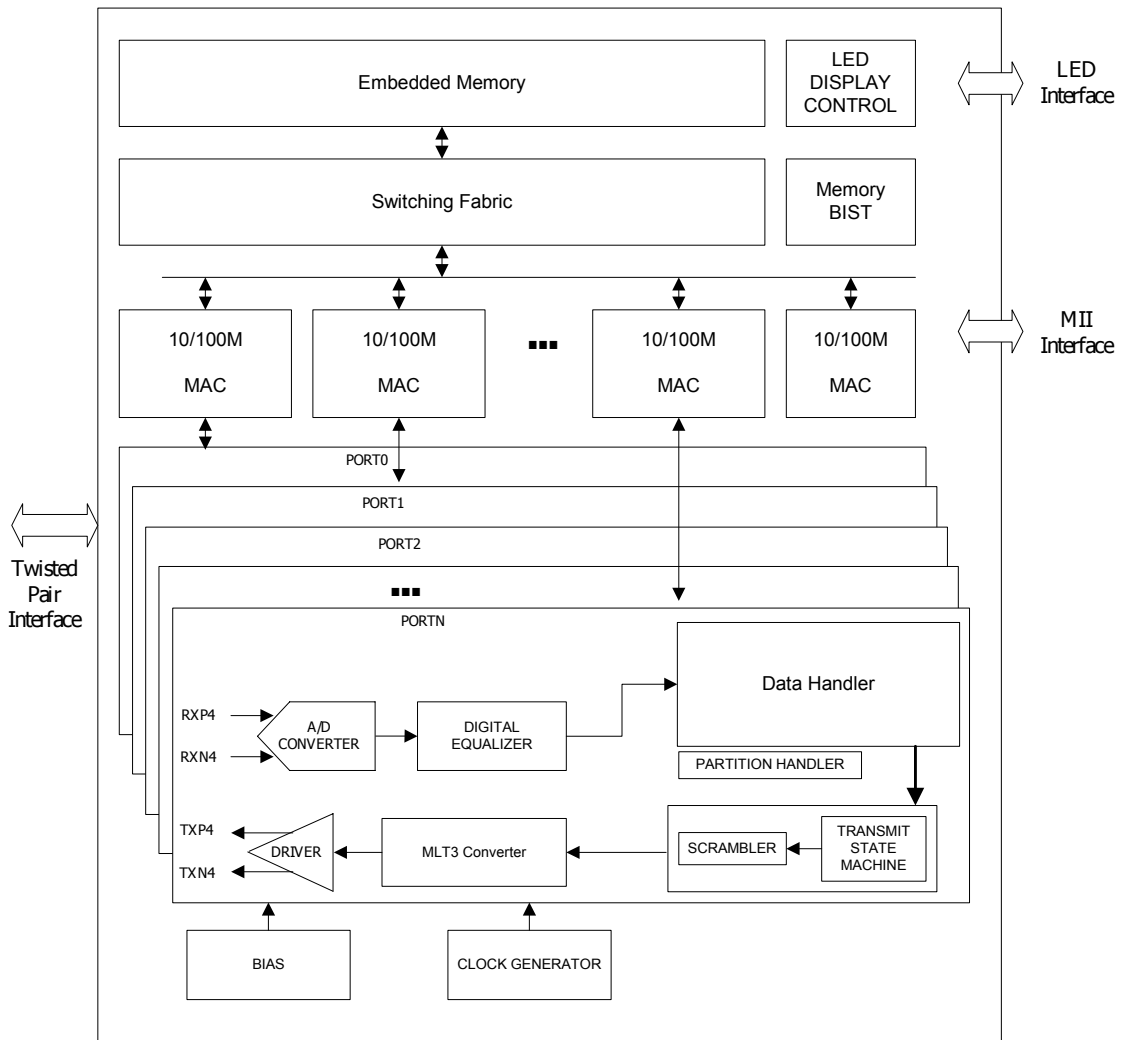 Embedded Memory
LED
DISPLAY
CONTROL
LED
Interface
Switching Fabric
Memory
BIST
10/100M
MAC
10/100M
MAC
10/100M
MAC
10/100M
MAC
MII
Interface
PORT0
PORT1
PORT2
PORTN
Twisted
Pair
Interface
RXP4
RXN4
A/D
CONVERTER
DIGITAL
EQUALIZER
Data Handler
PARTITION HANDLER
TXP4
TXN4
DRIVER
MLT3 Converter
SCRAMBLER
TRANSMIT
STATE
MACHINE
BIAS
CLOCK GENERATOR